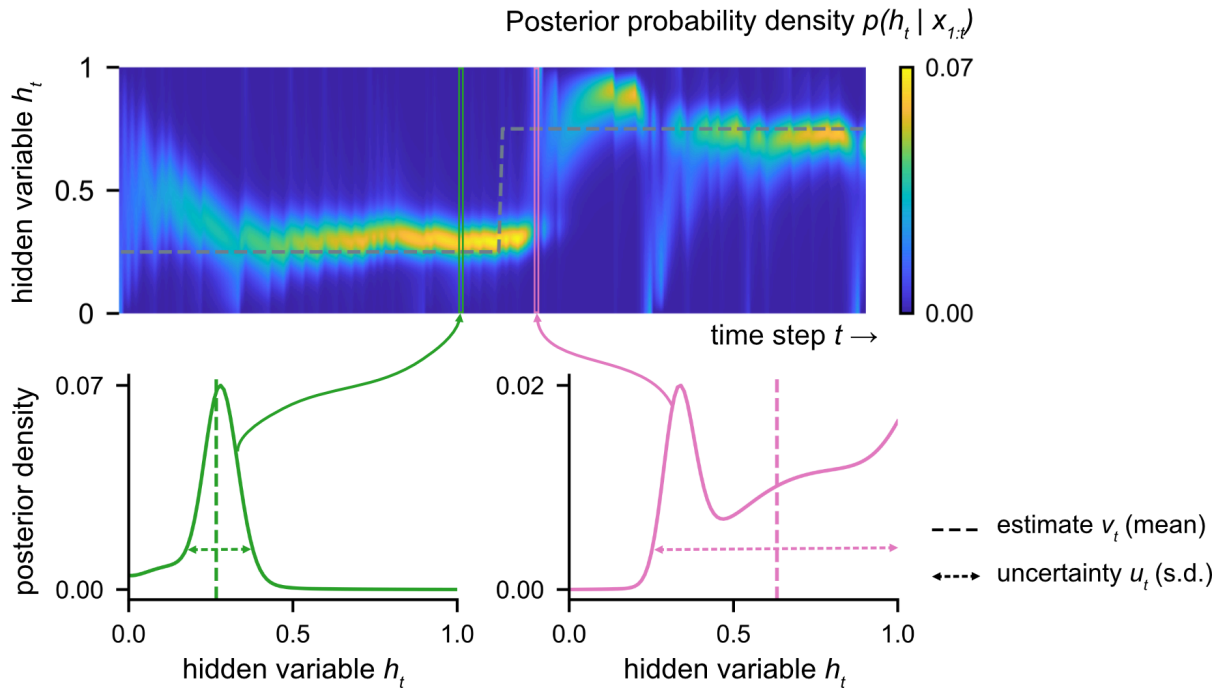 Posterior probability density p(h_t | x_{1:t})
hidden variable h_t
1
0.5
0
0.07
0.00
time step t →
posterior density
0.07
0.00
0.0
0.5
1.0
hidden variable h_t
0.02
0.00
0.0
0.5
1.0
hidden variable h_t
estimate v_t (mean)
uncertainty u_t (s.d.)